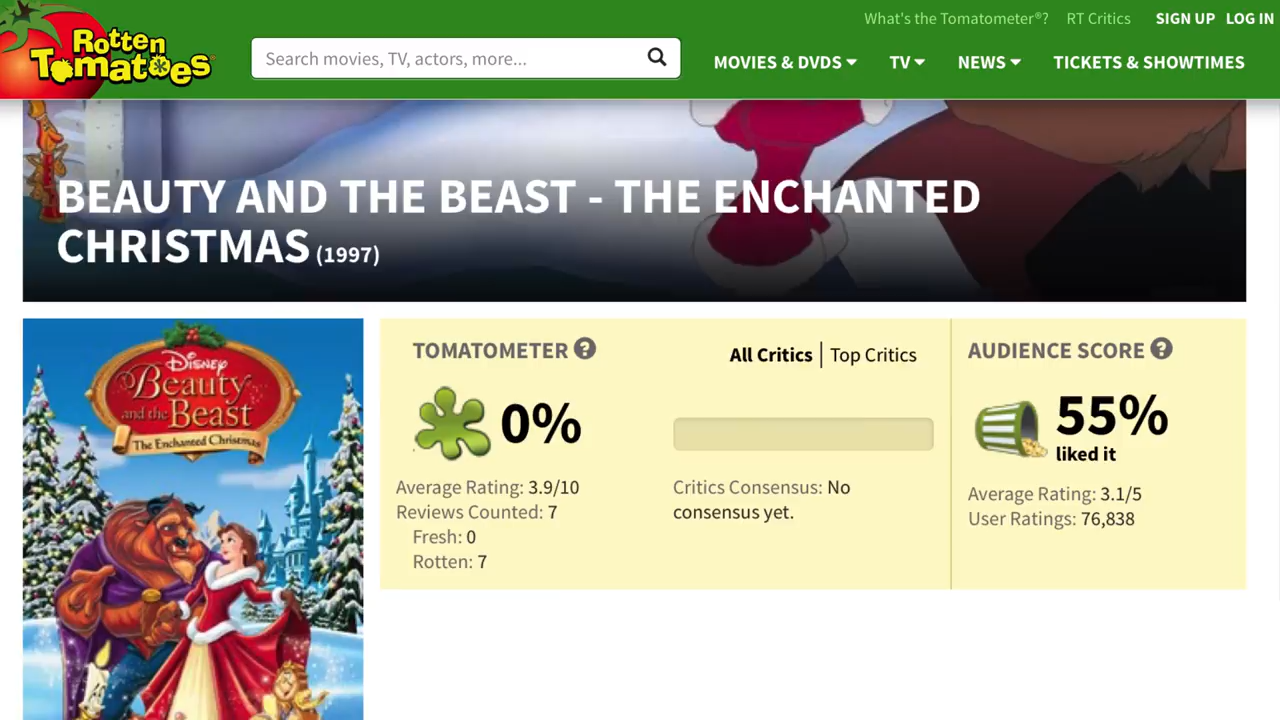 What's the Tomatometer®? RT Critics SIGN UP LOG IN
Rotten
Tomatoes
Search movies, TV, actors, more...
MOVIES & DVDS TV NEWS TICKETS & SHOWTIMES
BEAUTY AND THE BEAST - THE ENCHANTED
CHRISTMAS (1997)
Disney
Beauty
and the Beast
The Enchanted Christmas
TOMATOMETER ?
All Critics | Top Critics
0%
Average Rating: 3.9/10
Reviews Counted: 7
Fresh: 0
Rotten: 7
Critics Consensus: No
consensus yet.
AUDIENCE SCORE ?
55%
liked it
Average Rating: 3.1/5
User Ratings: 76,838